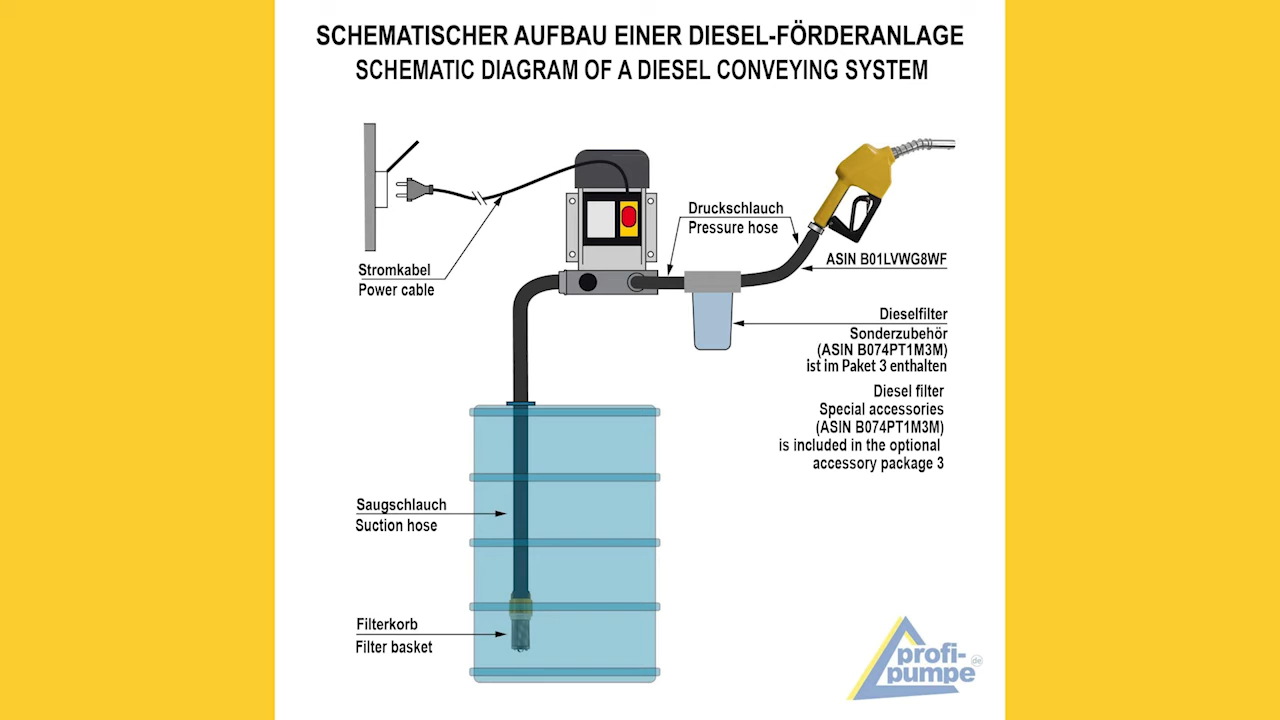 SCHEMATISCHER AUFBAU EINER DIESEL-FÖRDERANLAGE
SCHEMATIC DIAGRAM OF A DIESEL CONVEYING SYSTEM
Druckschlauch
Pressure hose
ASIN B01LVWG8WF
Stromkabel
Power cable
Dieselfilter
Sonderzubehör
(ASIN B074PT1M3M)
ist im Paket 3 enthalten
Diesel filter
Special accessories
(ASIN B074PT1M3M)
is included in the optional
accessory package 3
Saugschlauch
Suction hose
Filterkorb
Filter basket
profi-
pumpe
de